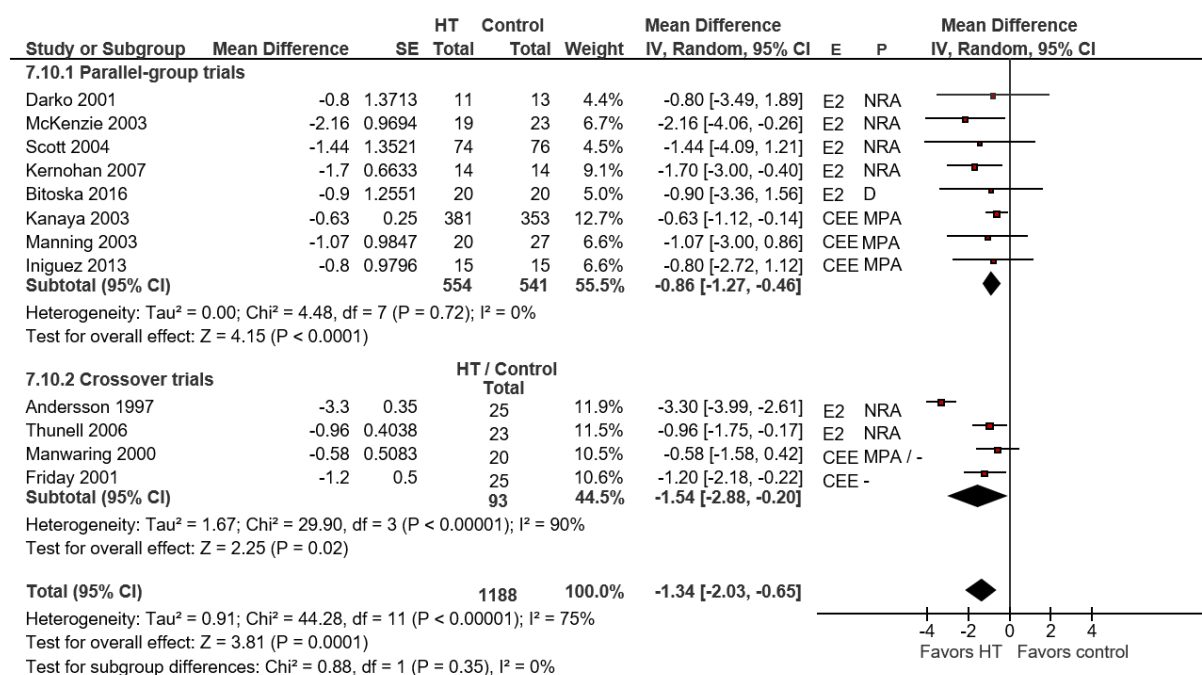 HT Control Mean Difference Mean Difference
Study or Subgroup Mean Difference SE Total Total Weight IV, Random, 95% CI E P IV, Random, 95% CI
7.10.1 Parallel-group trials
Darko 2001 -0.8 1.3713 11 13 4.4% -0.80 [-3.49, 1.89] E2 NRA
McKenzie 2003 -2.16 0.9694 19 23 6.7% -2.16 [-4.06, -0.26] E2 NRA
Scott 2004 -1.44 1.3521 74 76 4.5% -1.44 [-4.09, 1.21] E2 NRA
Kernohan 2007 -1.7 0.6633 14 14 9.1% -1.70 [-3.00, -0.40] E2 NRA
Bitoska 2016 -0.9 1.2551 20 20 5.0% -0.90 [-3.36, 1.56] E2 D
Kanaya 2003 -0.63 0.25 381 353 12.7% -0.63 [-1.12, -0.14] CEE MPA
Manning 2003 -1.07 0.9847 20 27 6.6% -1.07 [-3.00, 0.86] CEE MPA
Iniguez 2013 -0.8 0.9796 15 15 6.6% -0.80 [-2.72, 1.12] CEE MPA
Subtotal (95% CI) 554 541 55.5% -0.86 [-1.27, -0.46]
Heterogeneity: Tau² = 0.00; Chi² = 4.48, df = 7 (P = 0.72); I² = 0%
Test for overall effect: Z = 4.15 (P < 0.0001)
HT / Control
7.10.2 Crossover trials Total
Andersson 1997 -3.3 0.35 25 11.9% -3.30 [-3.99, -2.61] E2 NRA
Thunell 2006 -0.96 0.4038 23 11.5% -0.96 [-1.75, -0.17] E2 NRA
Manwaring 2000 -0.58 0.5083 20 10.5% -0.58 [-1.58, 0.42] CEE MPA / -
Friday 2001 -1.2 0.5 25 10.6% -1.20 [-2.18, -0.22] CEE -
Subtotal (95% CI) 93 44.5% -1.54 [-2.88, -0.20]
Heterogeneity: Tau² = 1.67; Chi² = 29.90, df = 3 (P < 0.00001); I² = 90%
Test for overall effect: Z = 2.25 (P = 0.02)
Total (95% CI) 1188 100.0% -1.34 [-2.03, -0.65]
Heterogeneity: Tau² = 0.91; Chi² = 44.28, df = 11 (P < 0.00001); I² = 75%
Test for overall effect: Z = 3.81 (P = 0.0001)
Test for subgroup differences: Chi² = 0.88, df = 1 (P = 0.35), I² = 0%
-4 -2 0 2 4
Favors HT Favors control